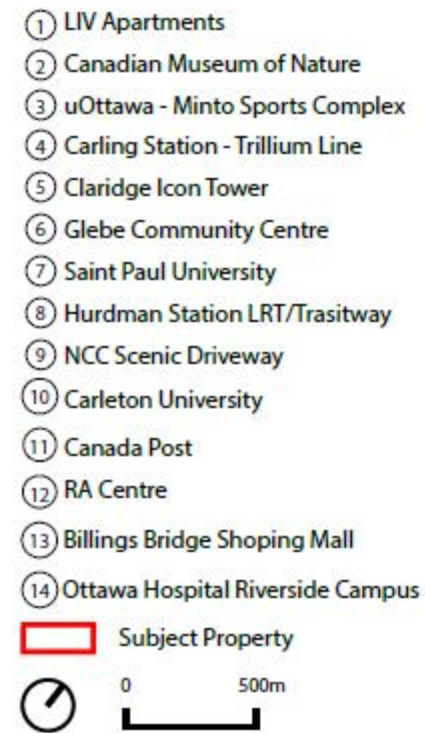 1 LIV Apartments
2 Canadian Museum of Nature
3 uOttawa - Minto Sports Complex
4 Carling Station - Trillium Line
5 Claridge Icon Tower
6 Glebe Community Centre
7 Saint Paul University
8 Hurdman Station LRT/Trasitway
9 NCC Scenic Driveway
10 Carleton University
11 Canada Post
12 RA Centre
13 Billings Bridge Shoping Mall
14 Ottawa Hospital Riverside Campus
Subject Property
0 500m